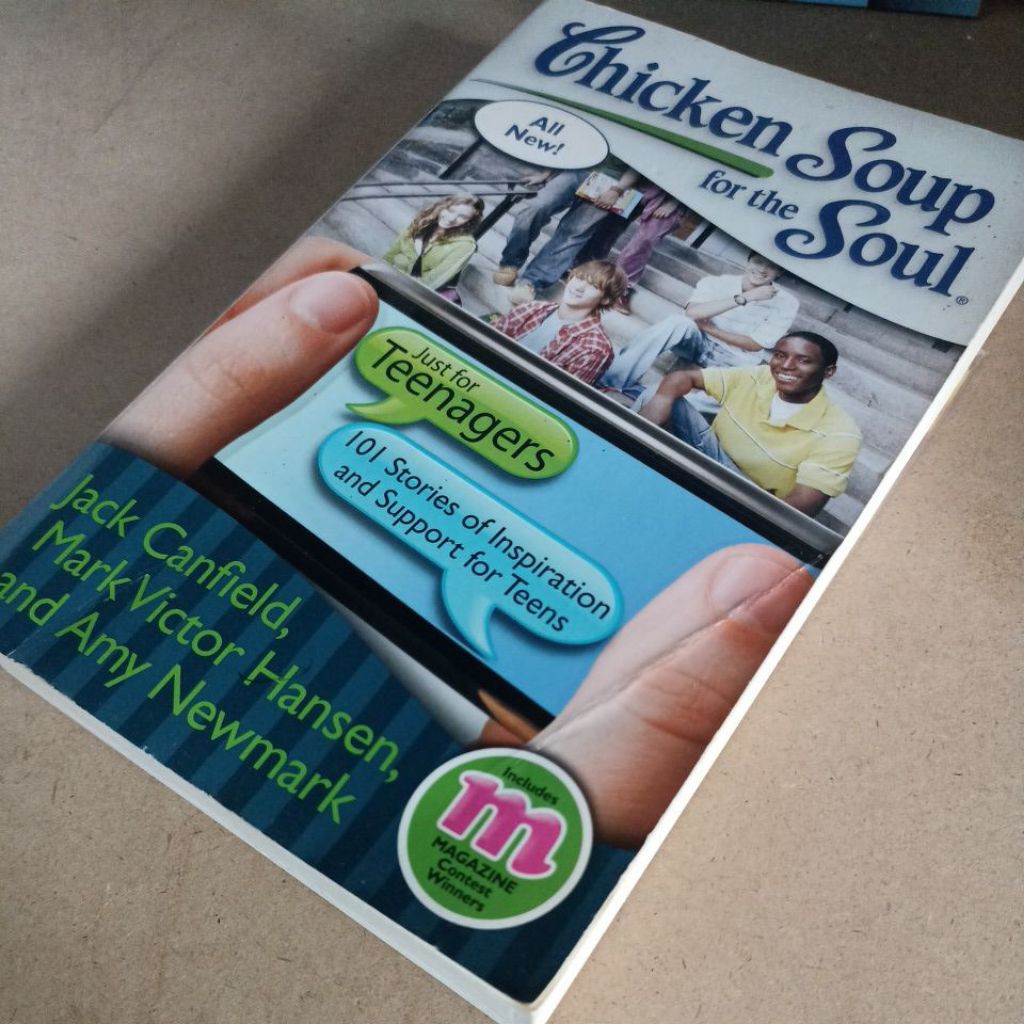 Chicken Soup
for the Soul®
All
New!
Just for
Teenagers
101 Stories of Inspiration
and Support for Teens
Jack Canfield,
Mark Victor Hansen,
and Amy Newmark
Includes
m
MAGAZINE
Contest
Winners